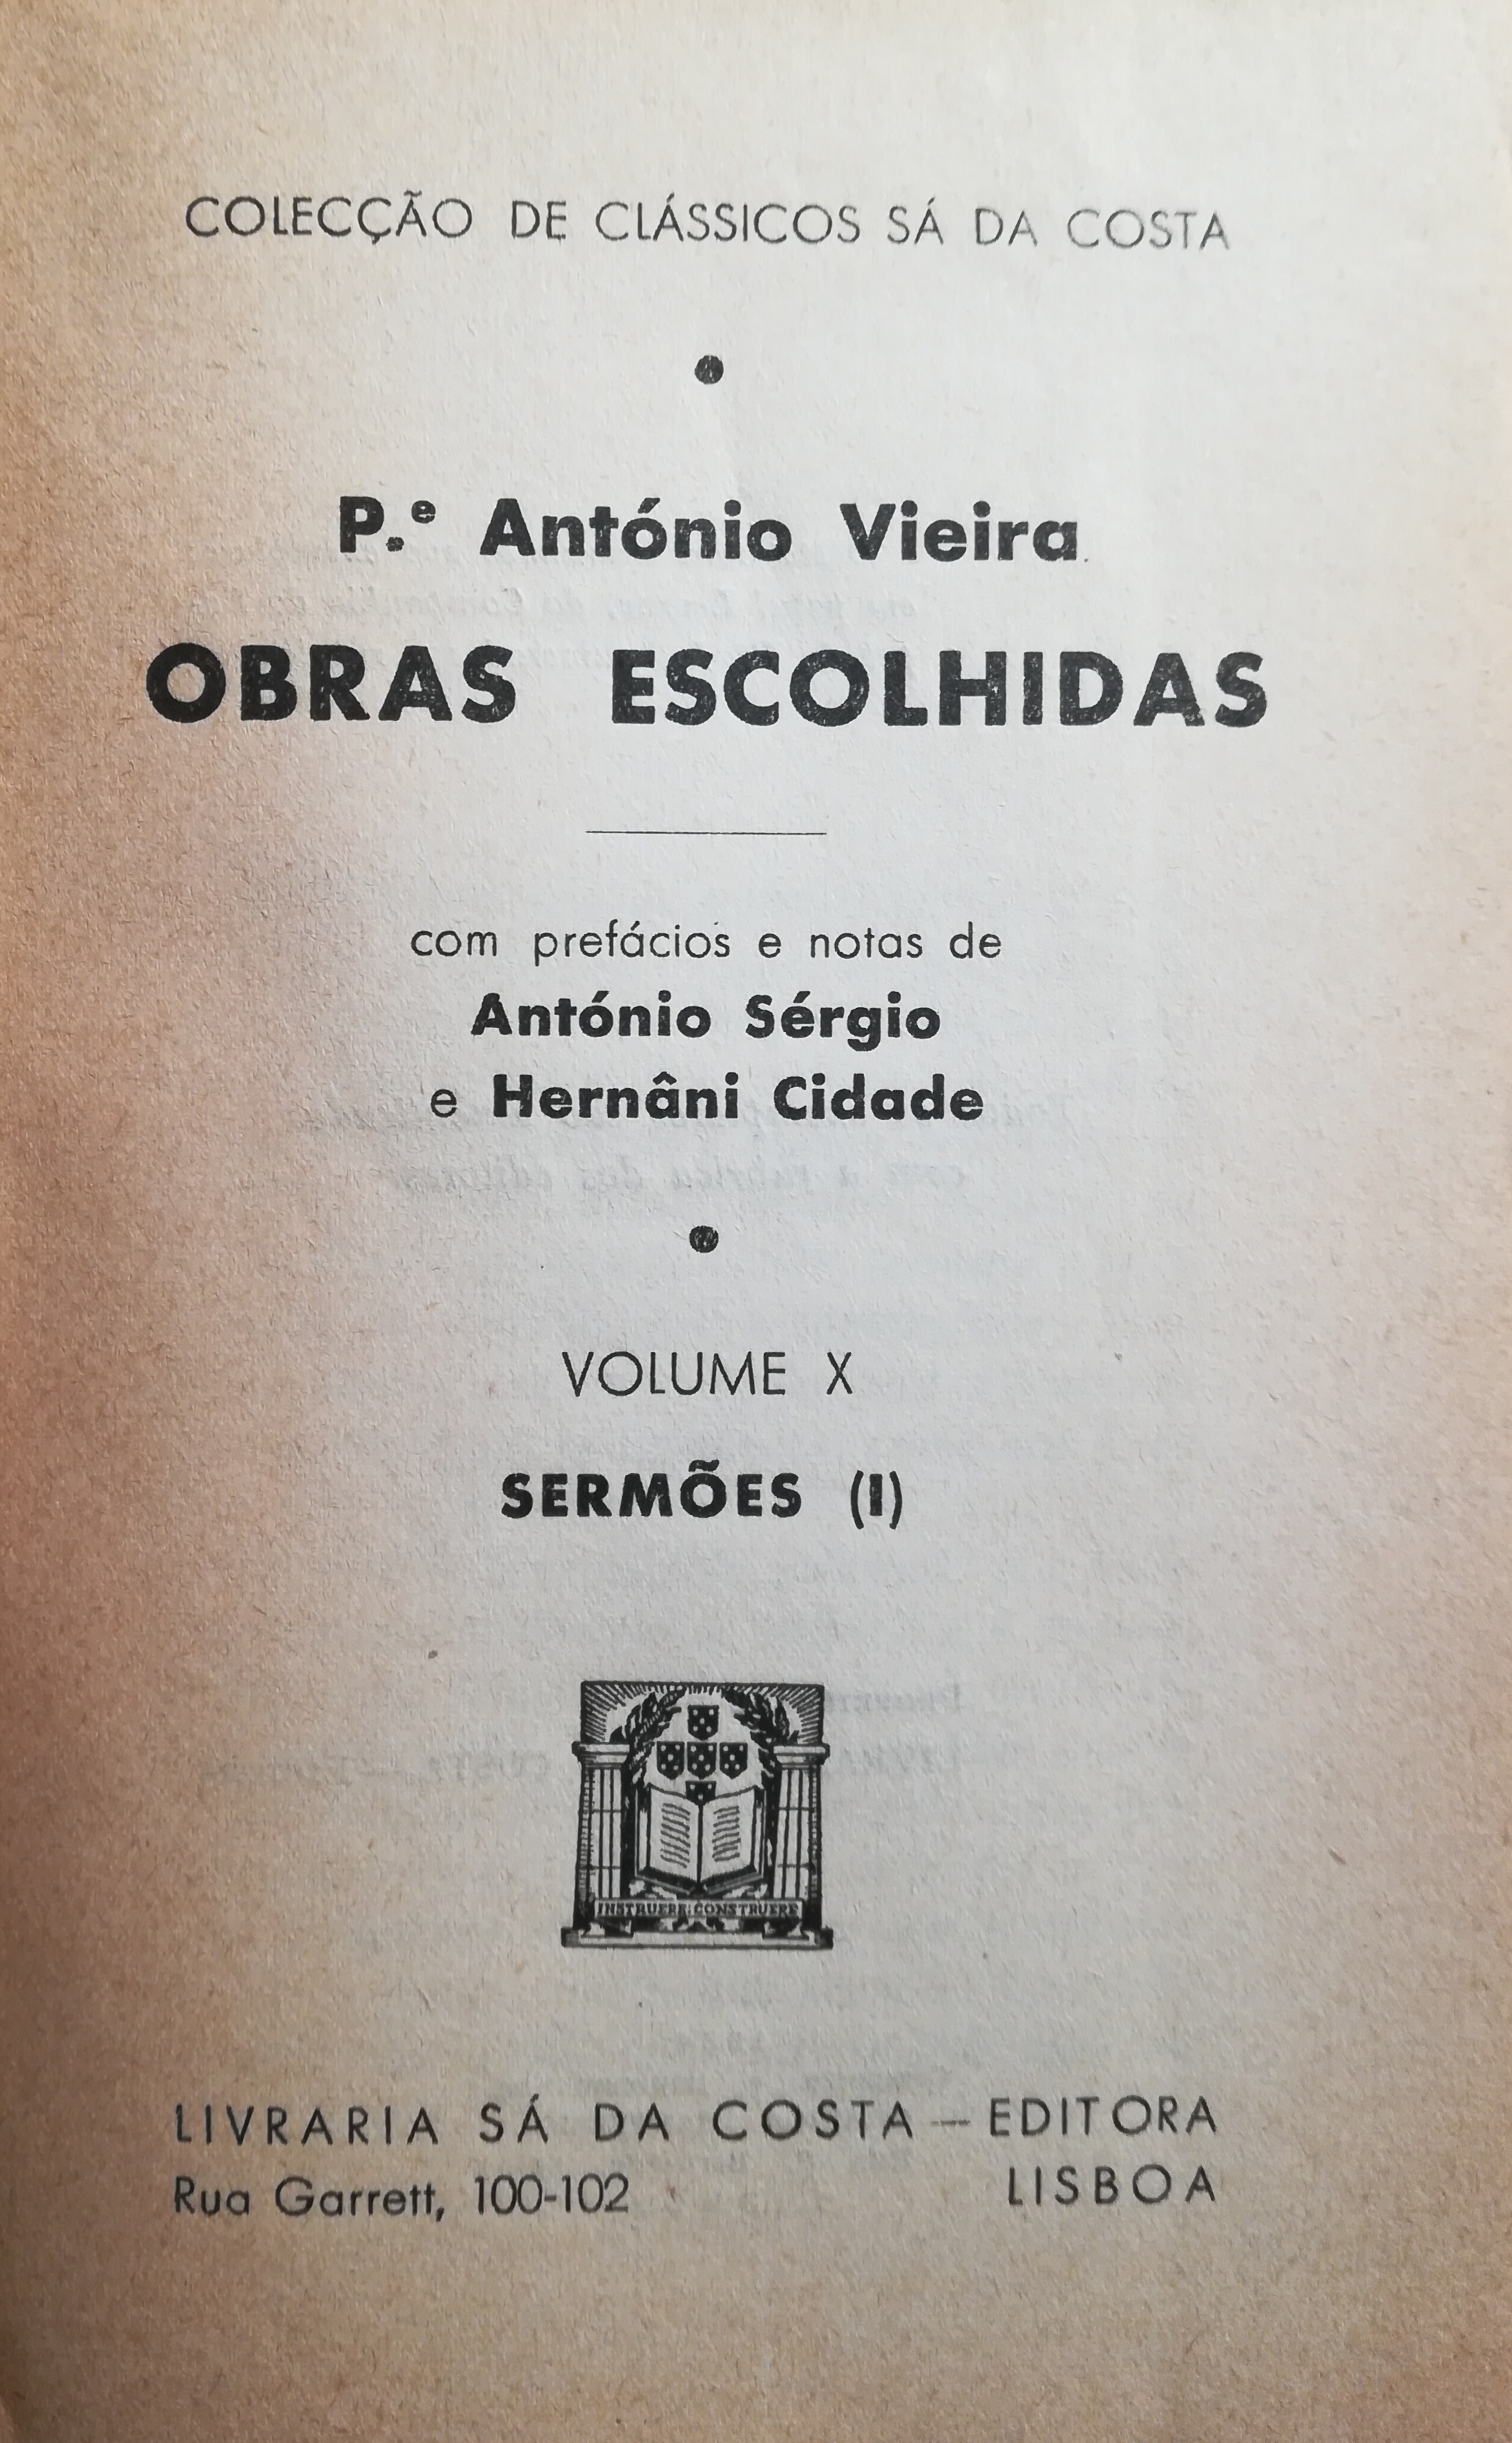 COLECÇÃO DE CLÁSSICOS SÁ DA COSTA
P.e António Vieira
OBRAS ESCOLHIDAS
com prefácios e notas de
António Sérgio
e Hernâni Cidade
VOLUME X
SERMÕES (I)
INSTRUERE CONSTRUERE
LIVRARIA SÁ DA COSTA — EDITORA
Rua Garrett, 100-102 LISBOA